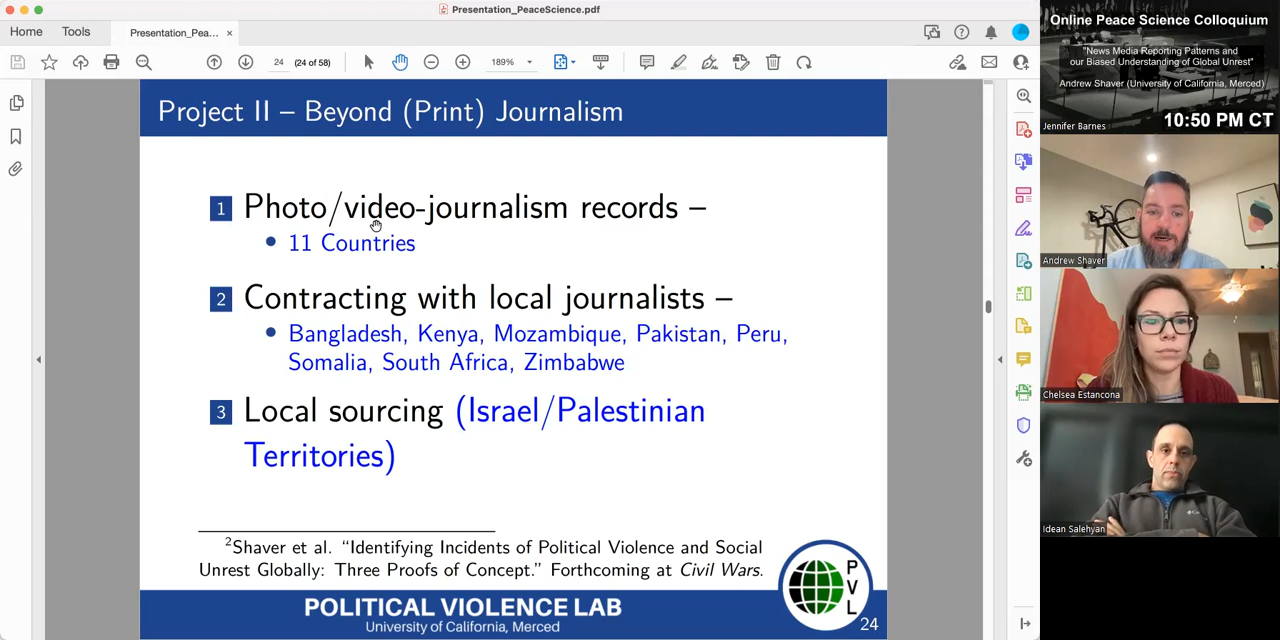 Presentation_PeaceScience.pdf
Home
Tools
Presentation_Pea...
24
(24 of 58)
189%
Project II – Beyond (Print) Journalism
1 Photo/video-journalism records –
• 11 Countries
2 Contracting with local journalists –
• Bangladesh, Kenya, Mozambique, Pakistan, Peru,
Somalia, South Africa, Zimbabwe
3 Local sourcing (Israel/Palestinian
Territories)
2Shaver et al. “Identifying Incidents of Political Violence and Social
Unrest Globally: Three Proofs of Concept.” Forthcoming at Civil Wars.
POLITICAL VIOLENCE LAB
University of California, Merced
P
V
L
24
Online Peace Science Colloquium
"News Media Reporting Patterns and
our Biased Understanding of Global Unrest"
Andrew Shaver (University of California, Merced)
10:50 PM CT
Jennifer Barnes
Andrew Shaver
Chelsea Estancona
Idean Salehyan